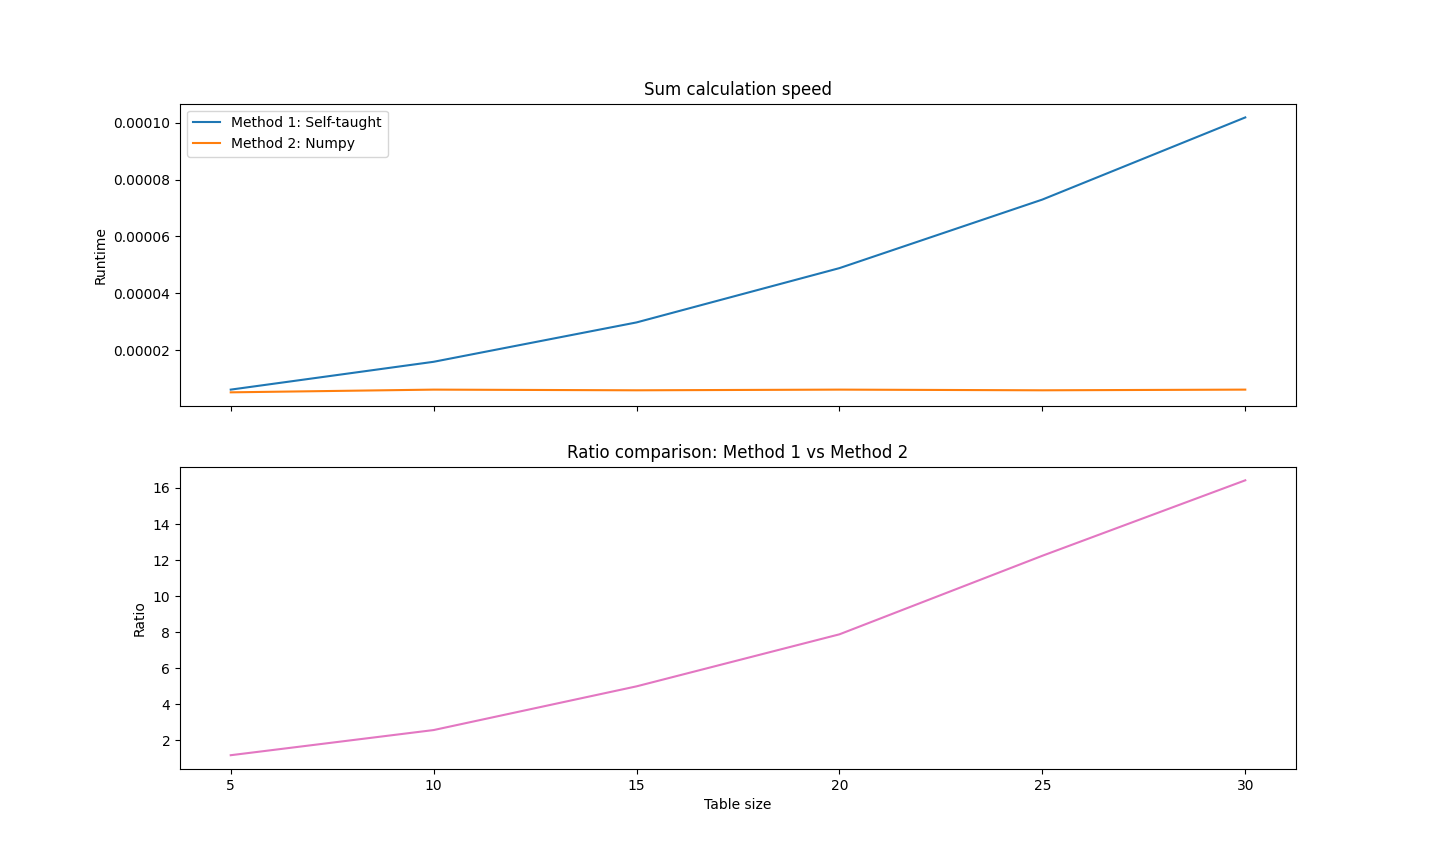 Sum calculation speed
Method 1: Self-taught
Method 2: Numpy
0.00010
0.00008
0.00006
0.00004
0.00002
Runtime
Ratio comparison: Method 1 vs Method 2
16
14
12
10
8
6
4
2
Ratio
5 10 15 20 25 30
Table size